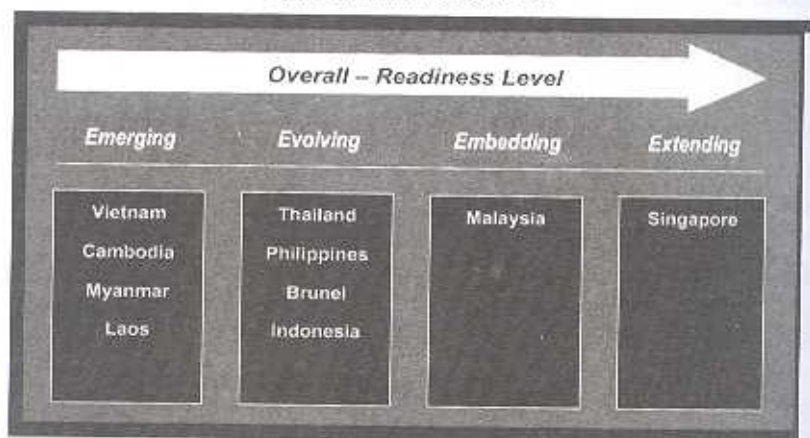 Overall – Readiness Level
Emerging Evolving Embedding Extending
Vietnam Thailand Malaysia Singapore
Cambodia Philippines
Myanmar Brunei
Laos Indonesia